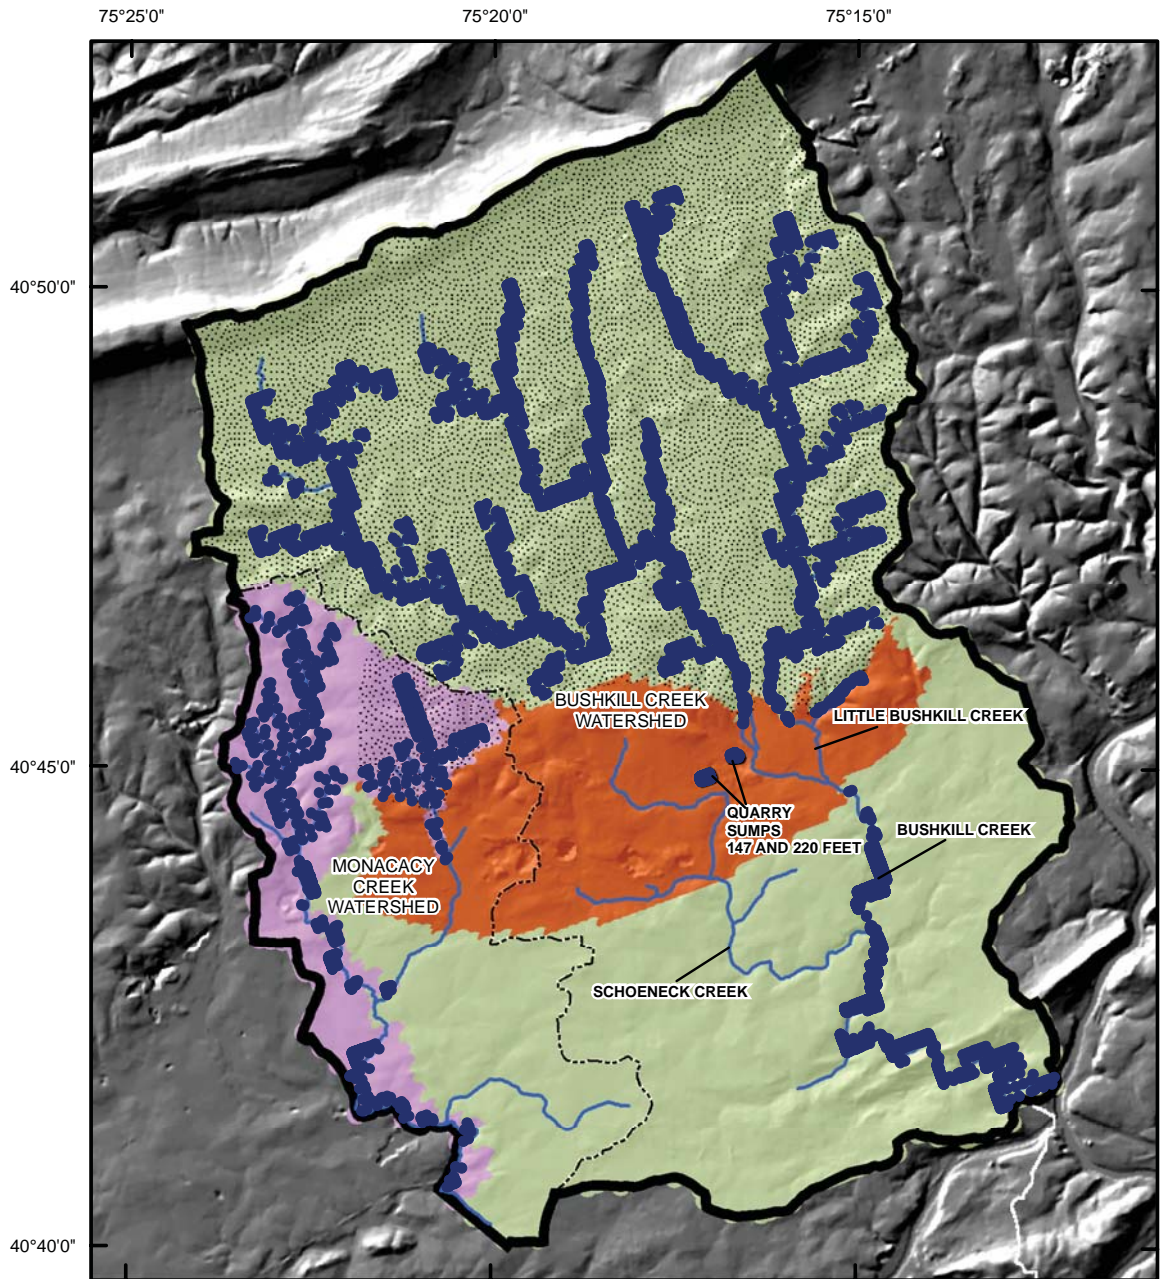 75°25'0"
75°20'0"
75°15'0"
40°50'0"
BUSHKILL CREEK
WATERSHED
LITTLE BUSHKILL CREEK
40°45'0"
QUARRY
SUMPS
147 AND 220 FEET
BUSHKILL CREEK
MONACACY
CREEK
WATERSHED
SCHOENECK CREEK
40°40'0"